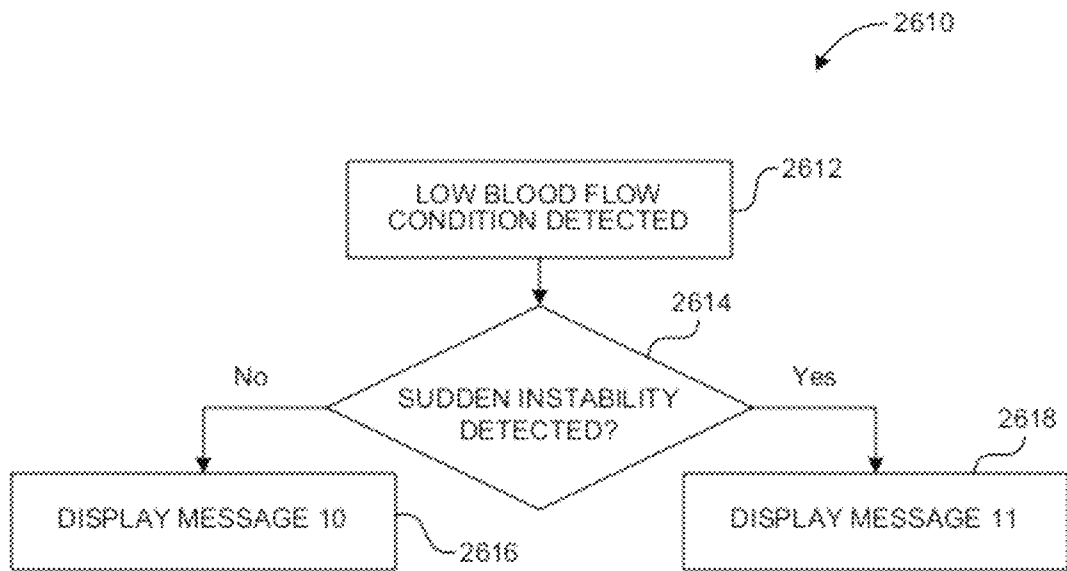 2610
LOW BLOOD FLOW
CONDITION DETECTED
2612
2614
No
SUDDEN INSTABILITY
DETECTED?
Yes
2618
DISPLAY MESSAGE 10
DISPLAY MESSAGE 11
2616